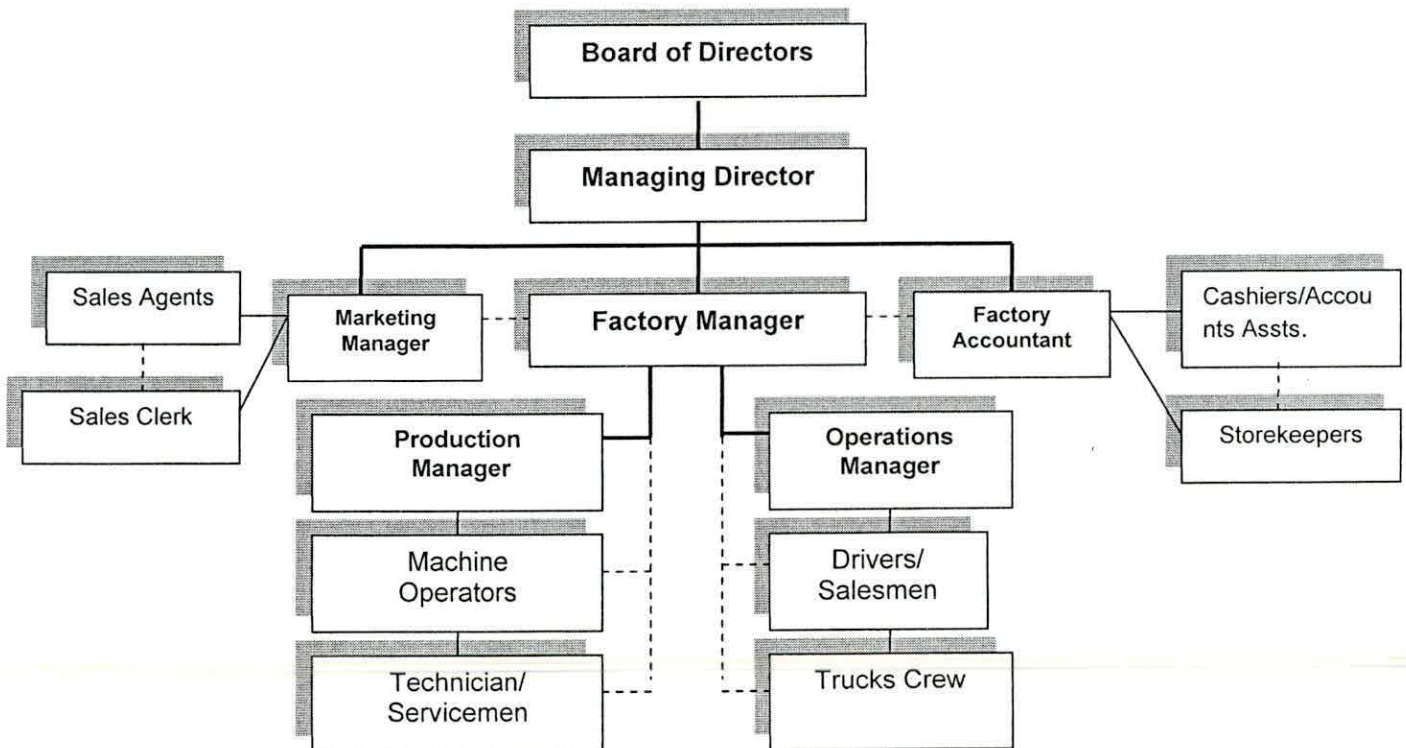 Board of Directors
Managing Director
Sales Agents
Marketing
Manager
Factory Manager
Factory
Accountant
Cashiers/Accou
nts Assts.
Sales Clerk
Storekeepers
Production
Manager
Operations
Manager
Machine
Operators
Drivers/
Salesmen
Technician/
Servicemen
Trucks Crew